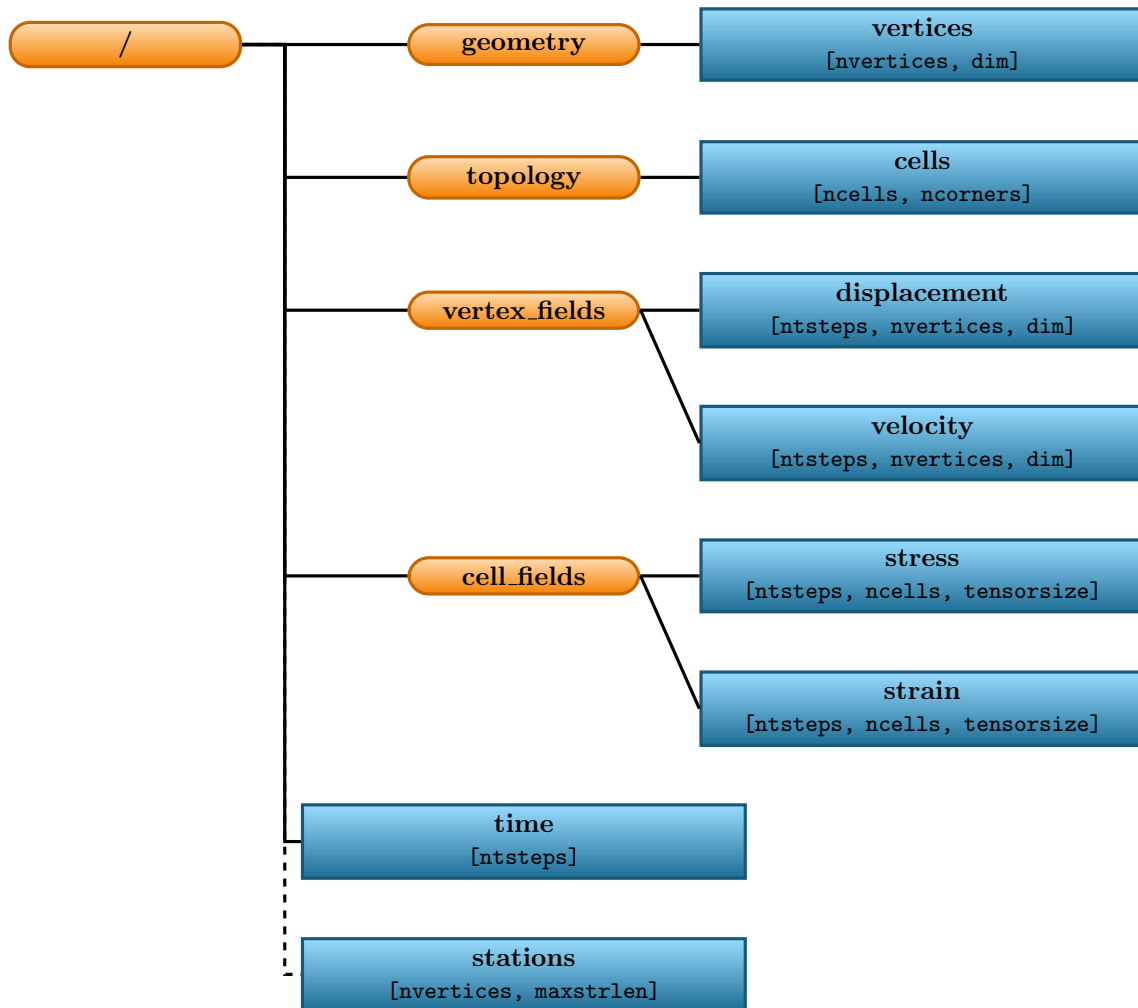 /
geometry
vertices
[nvertices, dim]
topology
cells
[ncells, ncorners]
vertex_fields
displacement
[ntsteps, nvertices, dim]
velocity
[ntsteps, nvertices, dim]
cell_fields
stress
[ntsteps, ncells, tensorsize]
strain
[ntsteps, ncells, tensorsize]
time
[ntsteps]
stations
[nvertices, maxstrlen]